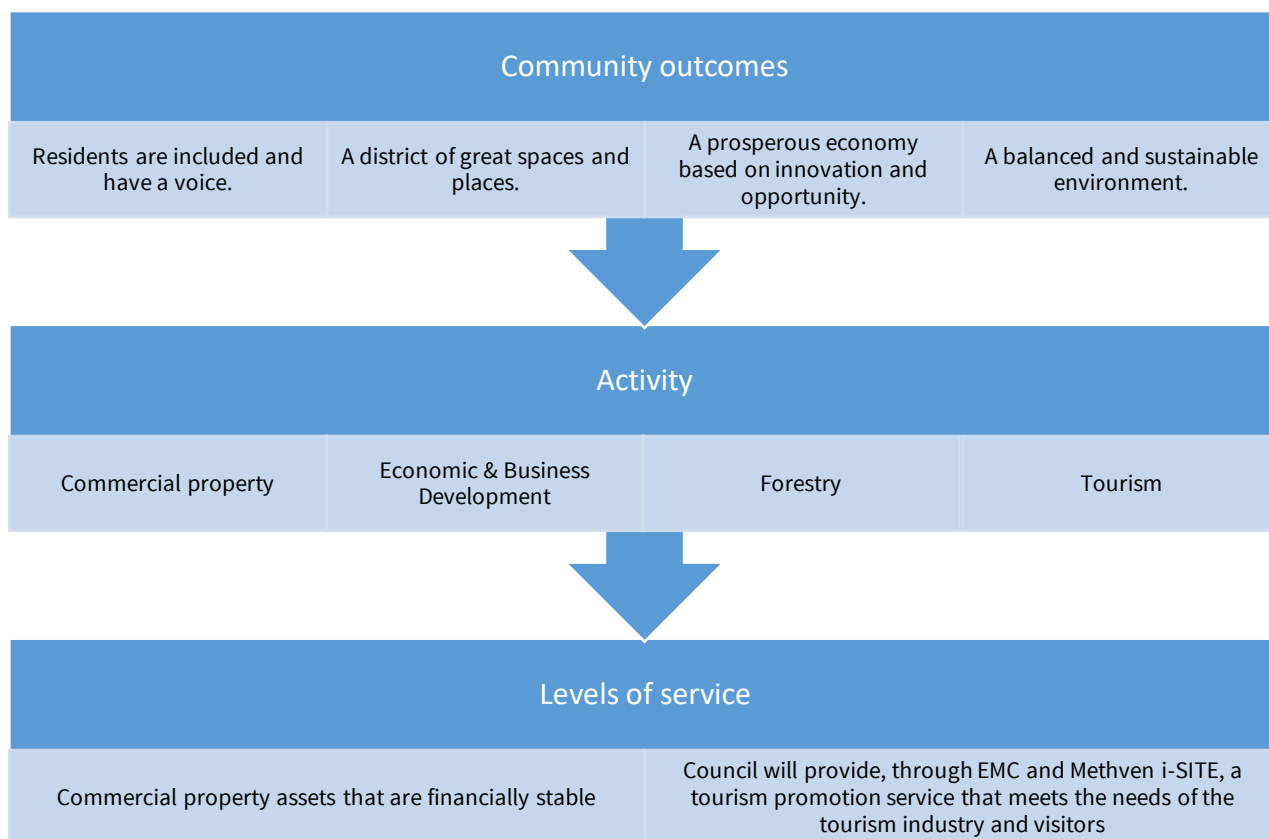 Community outcomes
Residents are included and
have a voice.
A district of great spaces and
places.
A prosperous economy
based on innovation and
opportunity.
A balanced and sustainable
environment.
Activity
Commercial property
Economic & Business
Development
Forestry
Tourism
Levels of service
Commercial property assets that are financially stable
Council will provide, through EMC and Methven i-SITE, a
tourism promotion service that meets the needs of the
tourism industry and visitors